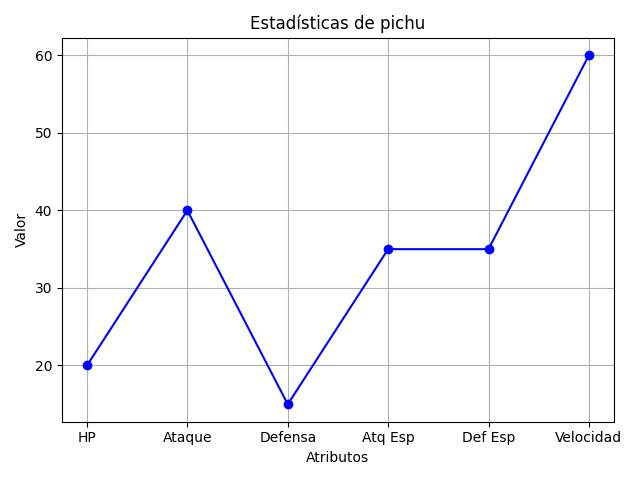 Estadísticas de pichu
Valor
60
50
40
30
20
HP Ataque Defensa Atq Esp Def Esp Velocidad
Atributos